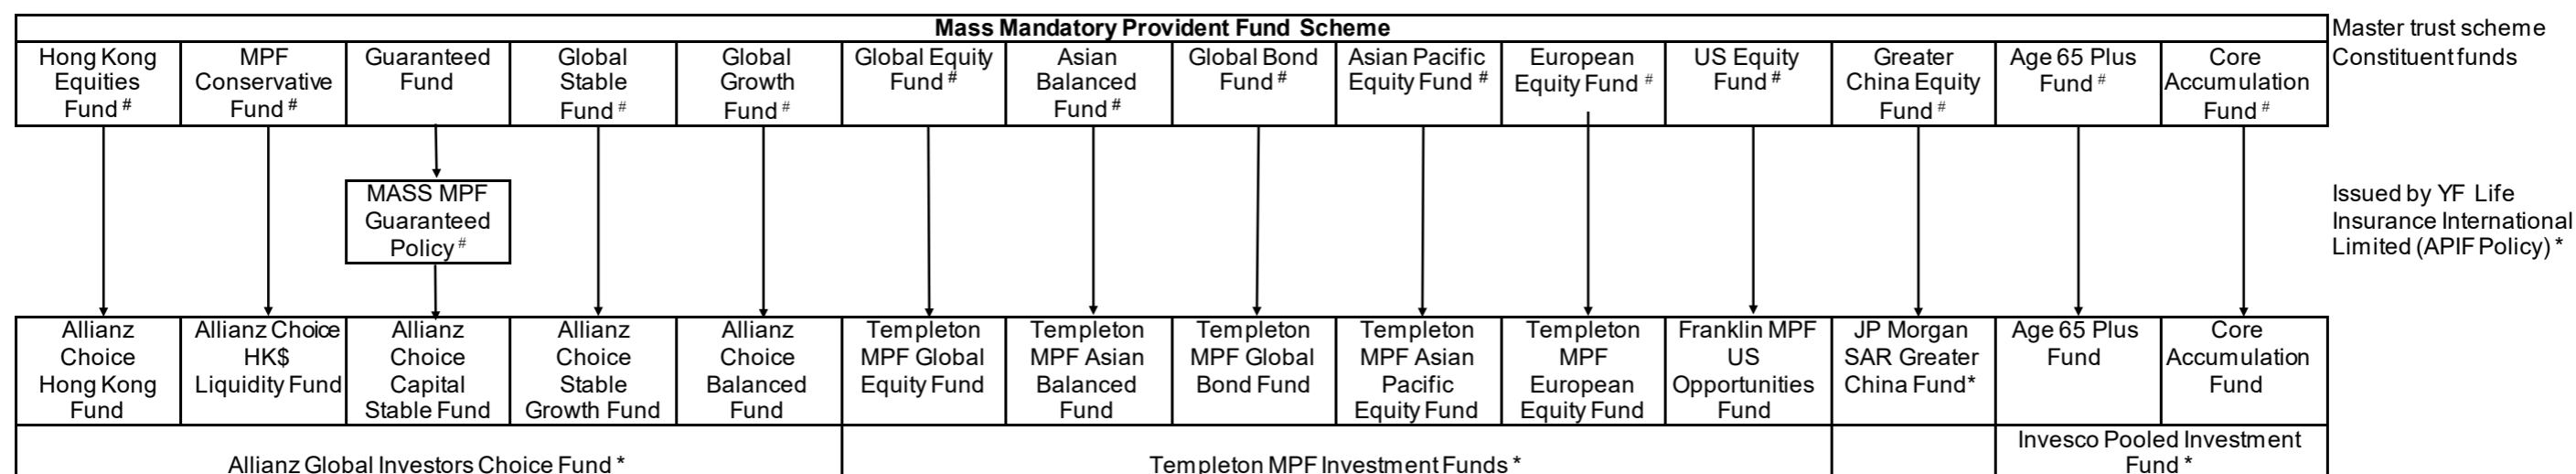 Mass Mandatory Provident Fund Scheme
Master trust scheme
Hong Kong
Equities
Fund #
MPF
Conservative
Fund #
Guaranteed
Fund
Global
Stable
Fund #
Global
Growth
Fund #
Global Equity
Fund #
Asian
Balanced
Fund #
Global Bond
Fund #
Asian Pacific
Equity Fund #
European
Equity Fund #
US Equity
Fund #
Greater
China Equity
Fund #
Age 65 Plus
Fund #
Core
Accumulation
Fund #
Constituent funds
MASS MPF
Guaranteed
Policy #
Issued by YF Life
Insurance International
Limited (APIF Policy) *
Allianz
Choice
Hong Kong
Fund
Allianz Choice
HK$
Liquidity Fund
Allianz
Choice
Capital
Stable Fund
Allianz
Choice
Stable
Growth Fund
Allianz
Choice
Balanced
Fund
Templeton
MPF Global
Equity Fund
Templeton
MPF Asian
Balanced
Fund
Templeton
MPF Global
Bond Fund
Templeton
MPF Asian
Pacific
Equity Fund
Templeton
MPF
European
Equity Fund
Franklin MPF
US
Opportunities
Fund
JP Morgan
SAR Greater
China Fund*
Age 65 Plus
Fund
Core
Accumulation
Fund
Allianz Global Investors Choice Fund *
Templeton MPF Investment Funds *
Invesco Pooled Investment
Fund *